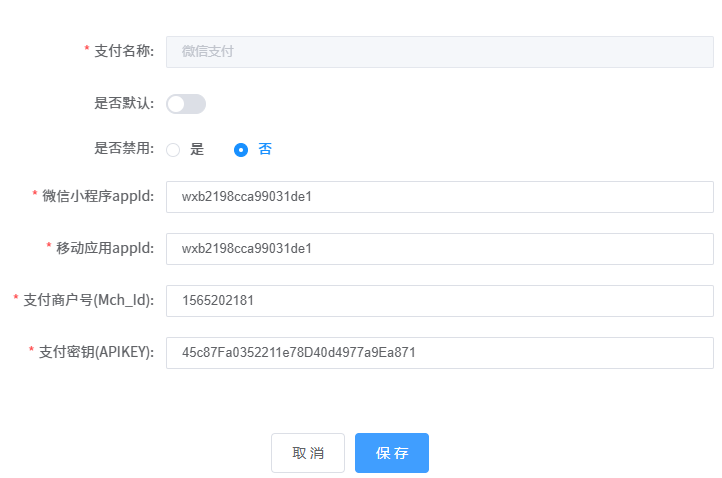 * 支付名称: 微信支付
是否默认:
是否禁用: 是 否
* 微信小程序appId: wxb2198cca99031de1
* 移动应用appId: wxb2198cca99031de1
* 支付商户号(Mch_Id): 1565202181
* 支付密钥(APIKEY): 45c87Fa0352211e78D40d4977a9Ea871
取 消 保 存